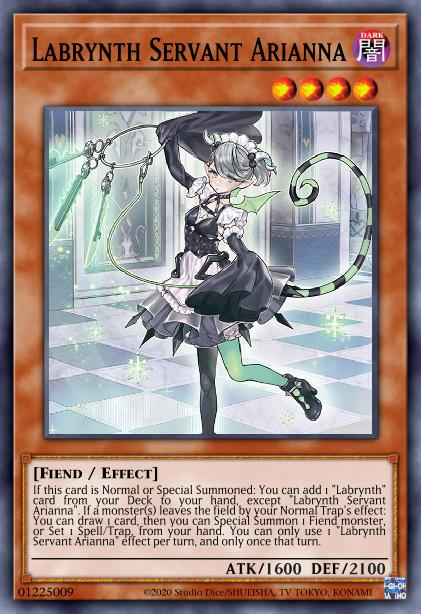 LABRYNTH SERVANT ARIANNA
DARK
闇
[FIEND / EFFECT]
If this card is Normal or Special Summoned: You can add 1 "Labrynth"
card from your Deck to your hand, except "Labrynth Servant
Arianna". If a monster(s) leaves the field by your Normal Trap's effect:
You can draw 1 card, then you can Special Summon 1 Fiend monster,
or Set 1 Spell/Trap, from your hand. You can only use 1 "Labrynth
Servant Arianna" effect per turn, and only once that turn.
ATK/1600 DEF/2100
01225009
©2020 Studio Dice/SHUEISHA, TV TOKYO, KONAMI